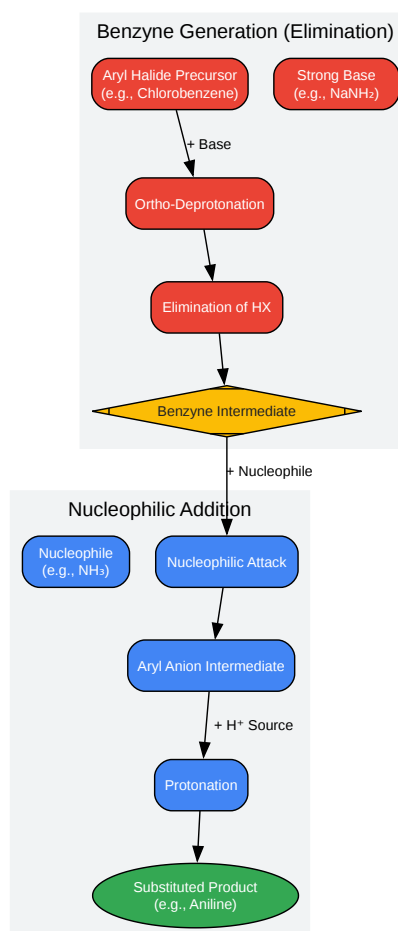 Benzyne Generation (Elimination)
Aryl Halide Precursor
(e.g., Chlorobenzene)
Strong Base
(e.g., NaNH₂)
+ Base
Ortho-Deprotonation
Elimination of HX
Benzyne Intermediate
+ Nucleophile
Nucleophilic Addition
Nucleophile
(e.g., NH₃)
Nucleophilic Attack
Aryl Anion Intermediate
+ H⁺ Source
Protonation
Substituted Product
(e.g., Aniline)